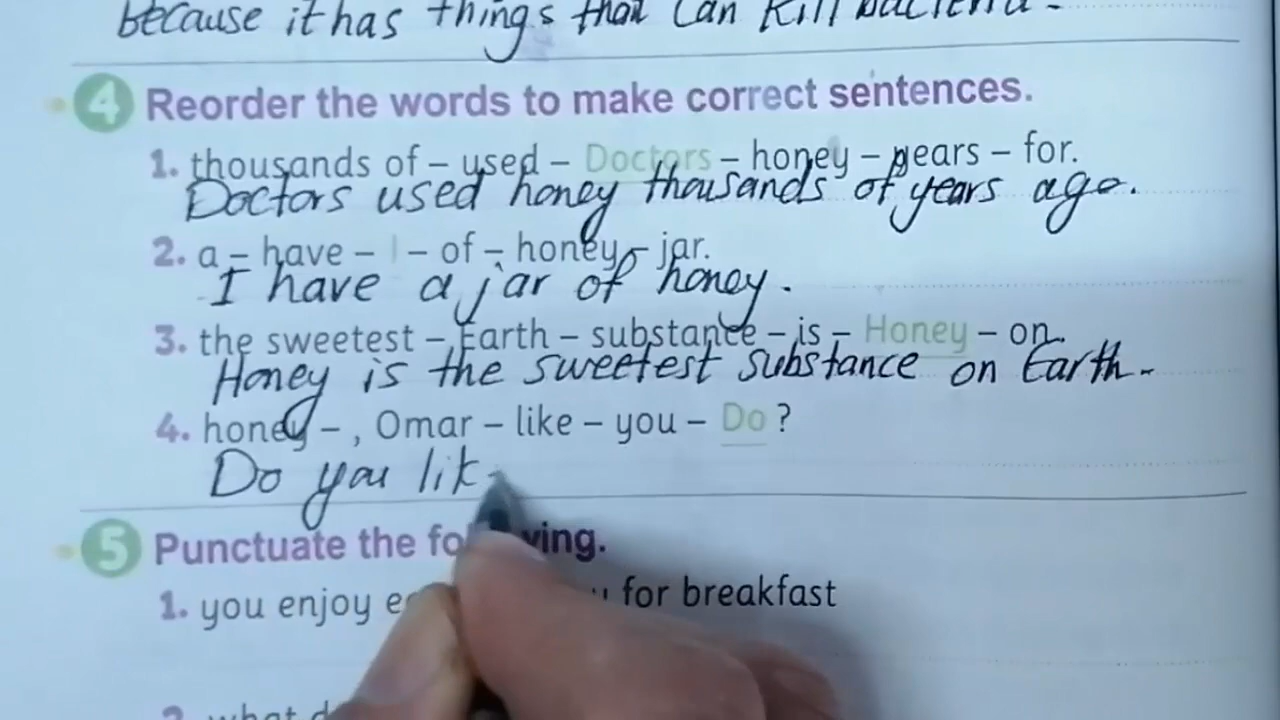 because it has things that can kill bacteria.
4 Reorder the words to make correct sentences.
1. thousands of – used – Doctors – honey – years – for.
Doctors used honey thousands of years ago.
2. a – have – I – of – honey – jar.
I have a jar of honey.
3. the sweetest – Earth – substance – is – Honey – on.
Honey is the sweetest substance on Earth.
4. honey – , Omar – like – you – Do ?
Do you lik
5 Punctuate the following.
1. you enjoy for breakfast
2. what